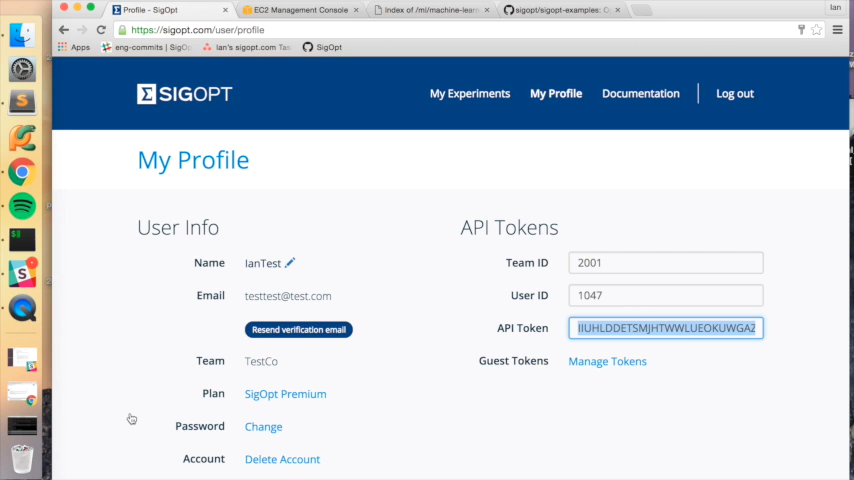 Profile - SigOpt
EC2 Management Console
Index of /ml/machine-learn
sigopt/sigopt-examples: D
Ian
https://sigopt.com/user/profile
Apps
eng-commits | SigO
Ian's sigopt.com Tas
SigOpt
SIGOPT
My Experiments
My Profile
Documentation
Log out
My Profile
User Info
Name IanTest
Email testtest@test.com
Resend verification email
Team TestCo
Plan SigOpt Premium
Password Change
Account Delete Account
API Tokens
Team ID 2001
User ID 1047
API Token IIUHLDDETSMJHTWWLUEOKUWGAZ
Guest Tokens Manage Tokens